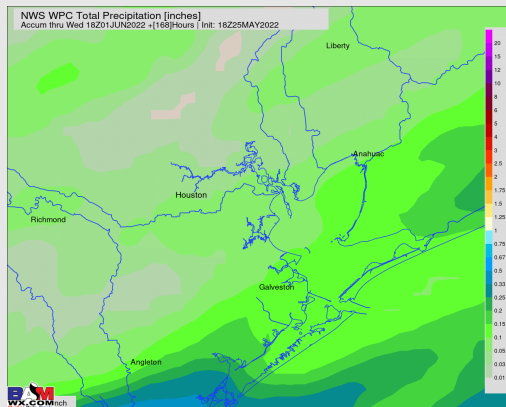 NWS WPC Total Precipitation [inches]
Accum thru Wed 18Z01JUN2022 +[168]Hours | Init: 18Z25MAY2022
Liberty
Anahuac
Houston
Richmond
Galveston
Angleton
20
15
12
10
8
6
5
4
3
2.5
2
1.75
1.5
1.25
1
0.75
0.67
0.5
0.33
0.25
0.2
0.15
0.1
0.05
0.03
0.01
BAM
WX.COM
nch